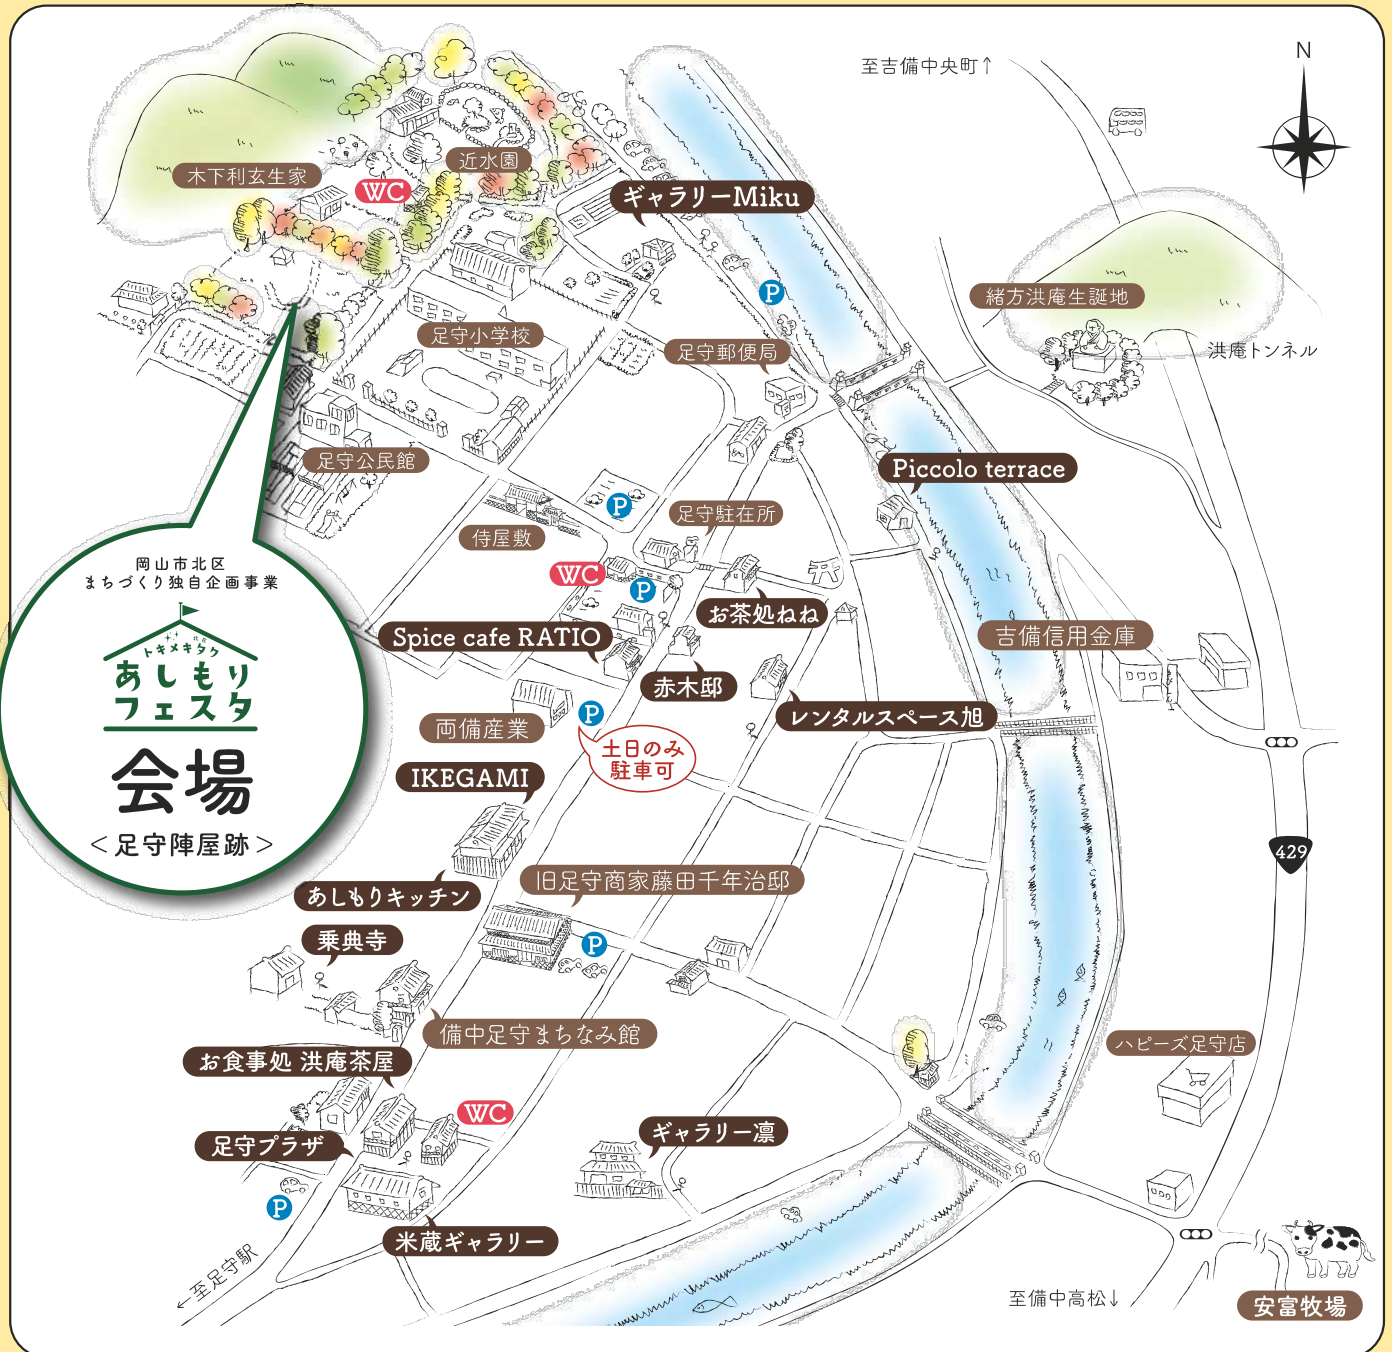 至吉備中央町↑
N
木下利玄生家
近水園
WC
ギャラリーMiku
P
緒方洪庵生誕地
足守小学校
足守郵便局
洪庵トンネル
足守公民館
Piccolo terrace
P
足守駐在所
侍屋敷
WC
P
お茶処ねね
岡山市北区
まちづくり独自企画事業
北区
トキメキタク
あしもり
フェスタ
会場
＜足守陣屋跡＞
Spice cafe RATIO
吉備信用金庫
赤木邸
レンタルスペース旭
両備産業
P
土日のみ
駐車可
IKEGAMI
429
旧足守商家藤田千年治邸
あしもりキッチン
乗典寺
P
備中足守まちなみ館
ハピーズ足守店
お食事処 洪庵茶屋
WC
足守プラザ
ギャラリー凛
P
米蔵ギャラリー
←至足守駅
至備中高松↓
安富牧場